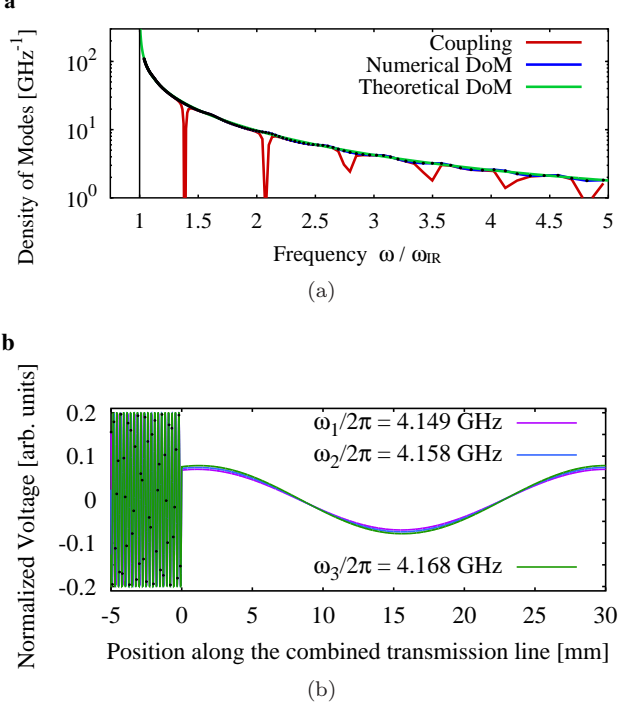 a
Density of Modes [GHz⁻¹]
10²
10¹
10⁰
Coupling
Numerical DoM
Theoretical DoM
1 1.5 2 2.5 3 3.5 4 4.5 5
Frequency ω / ω_IR
(a)
b
Normalized Voltage [arb. units]
0.2
0.1
0
-0.1
-0.2
ω₁/2π = 4.149 GHz
ω₂/2π = 4.158 GHz
ω₃/2π = 4.168 GHz
-5 0 5 10 15 20 25 30
Position along the combined transmission line [mm]
(b)